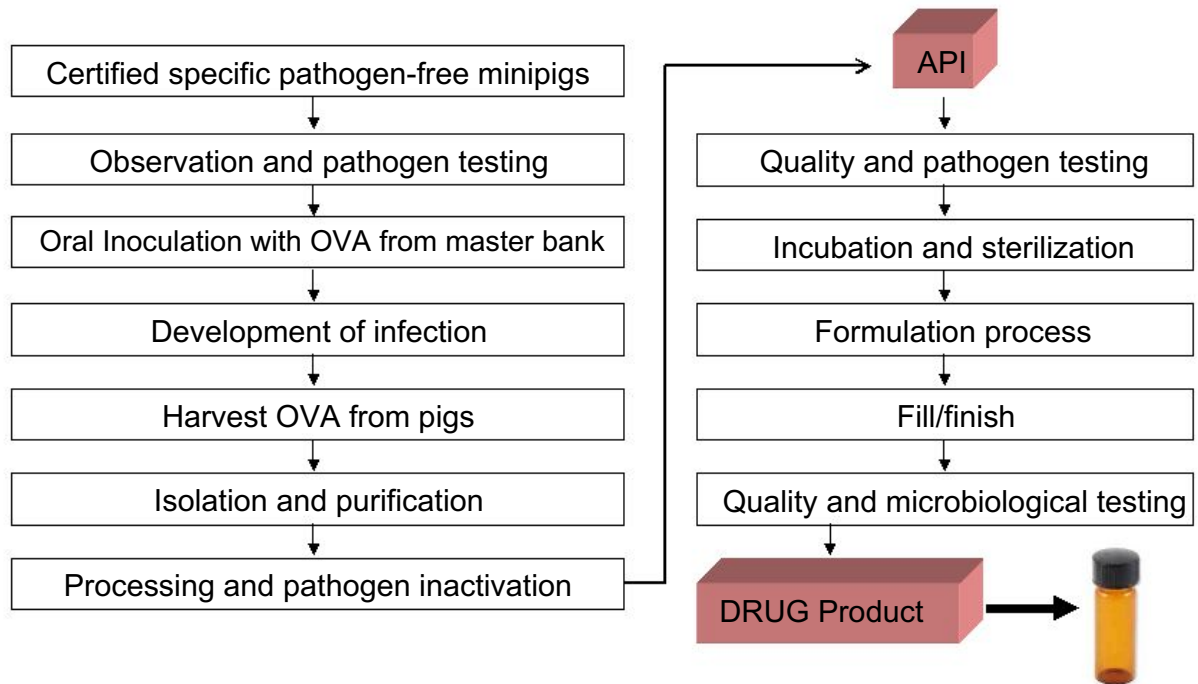 Certified specific pathogen-free minipigs
Observation and pathogen testing
Oral Inoculation with OVA from master bank
Development of infection
Harvest OVA from pigs
Isolation and purification
Processing and pathogen inactivation
API
Quality and pathogen testing
Incubation and sterilization
Formulation process
Fill/finish
Quality and microbiological testing
DRUG Product